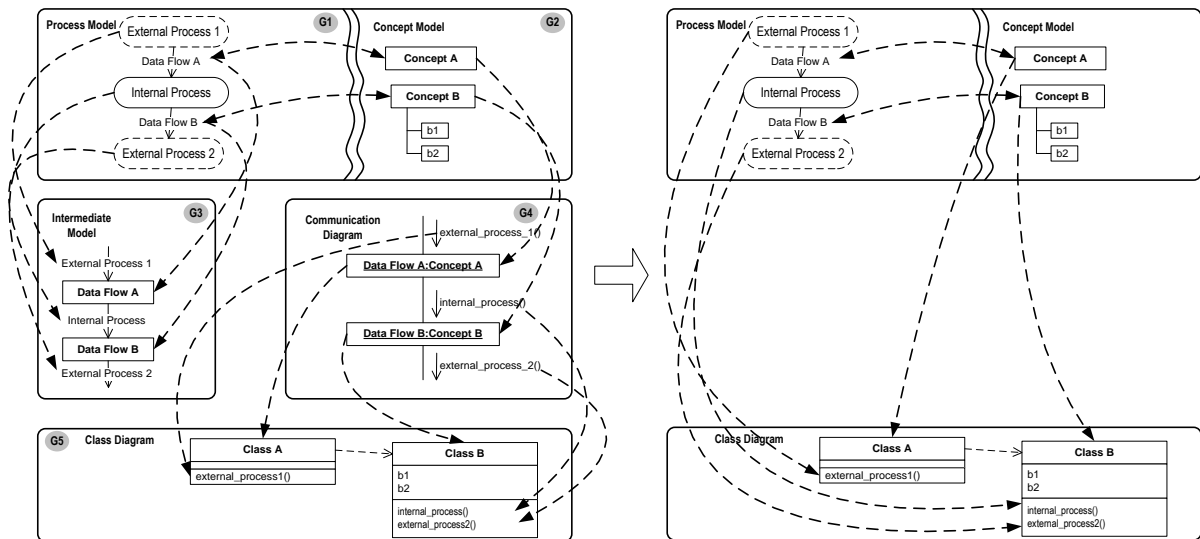 Process Model
G1
G2
External Process 1
Concept Model
Data Flow A
Concept A
Internal Process
Concept B
Data Flow B
b1
External Process 2
b2
Intermediate
Model
G3
External Process 1
Data Flow A
Internal Process
Data Flow B
External Process 2
Communication
Diagram
G4
external_process_1()
Data Flow A:Concept A
internal_process()
Data Flow B:Concept B
external_process_2()
G5
Class Diagram
Class A
external_process1()
Class B
b1
b2
internal_process()
external_process2()
Process Model
External Process 1
Concept Model
Data Flow A
Concept A
Internal Process
Concept B
Data Flow B
b1
External Process 2
b2
Class Diagram
Class A
external_process1()
Class B
b1
b2
internal_process()
external_process2()